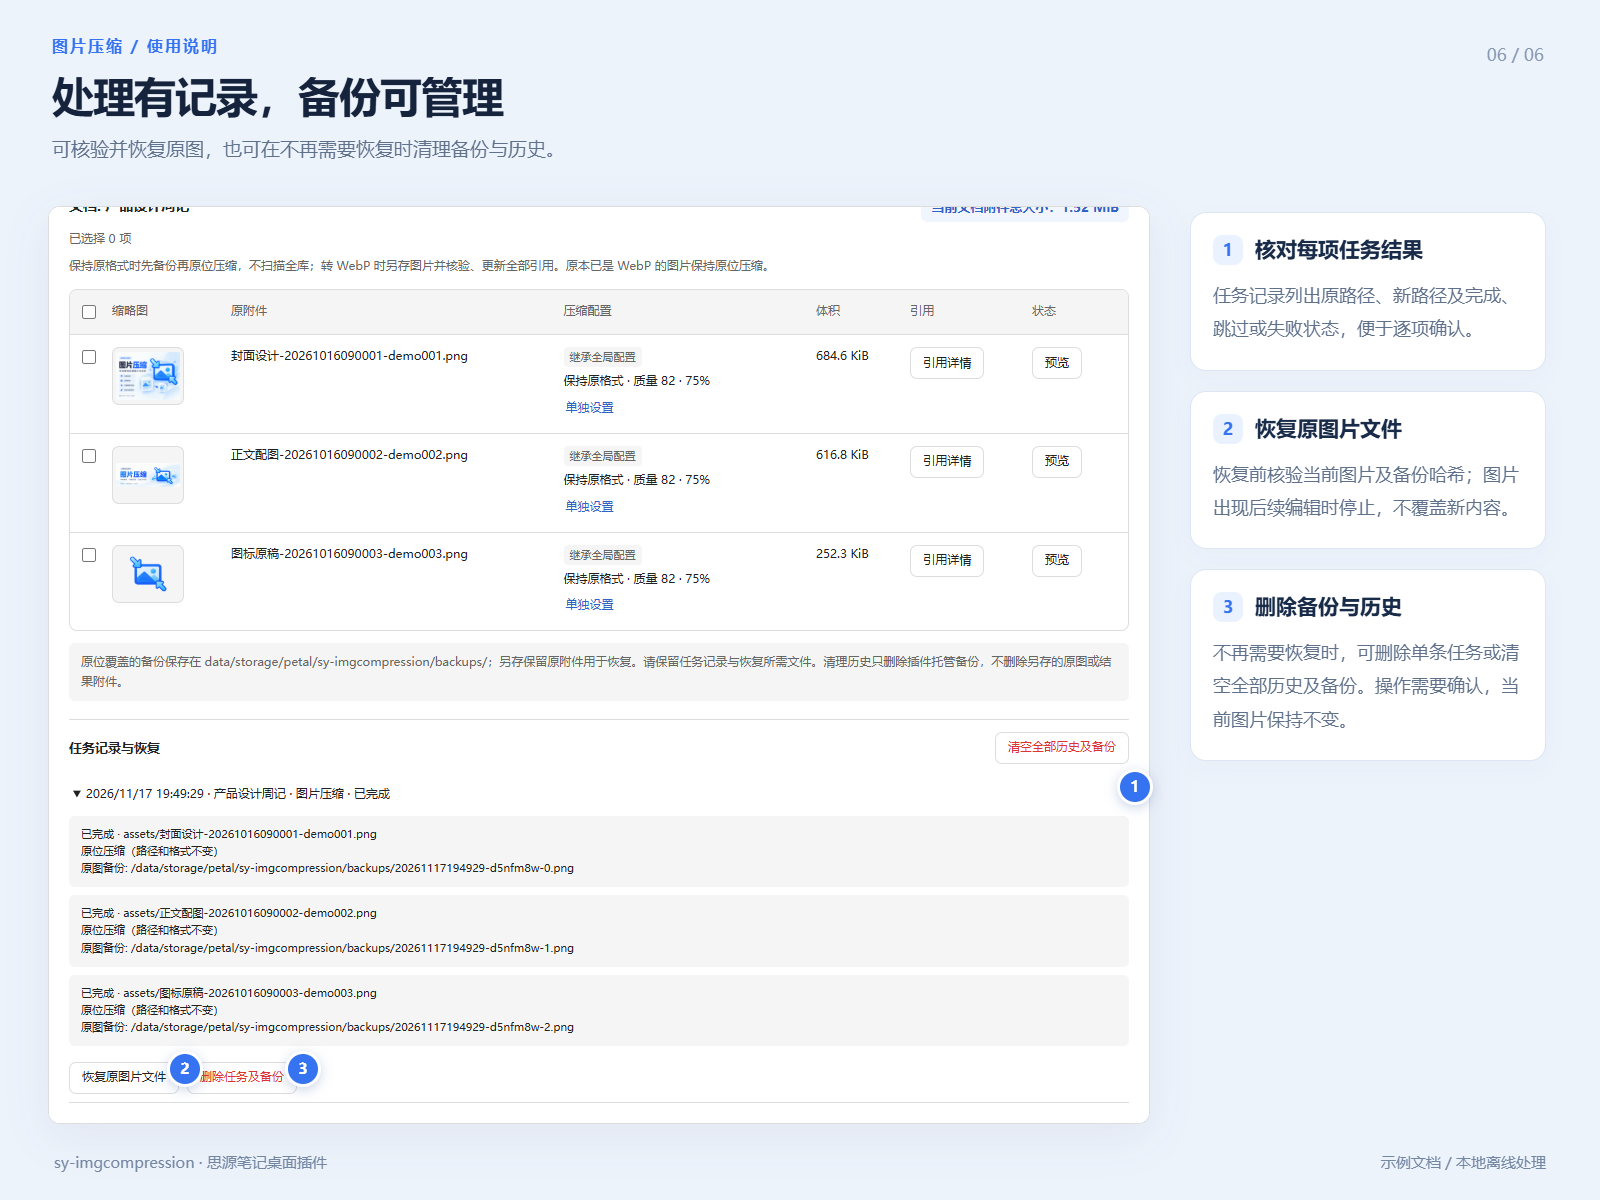 图片压缩 / 使用说明
06 / 06
处理有记录，备份可管理
可核验并恢复原图，也可在不再需要恢复时清理备份与历史。
文档: 产品设计周记
当前文档附件总大小：1.52 MiB
已选择 0 项
保持原格式时先备份再原位压缩，不扫描全库；转 WebP 时另存图片并核验、更新全部引用。原本已是 WebP 的图片保持原位压缩。
缩略图 原附件 压缩配置 体积 引用 状态
封面设计-20261016090001-demo001.png 继承全局配置 684.6 KiB 引用详情 预览
保持原格式 · 质量 82 · 75%
单独设置
正文配图-20261016090002-demo002.png 继承全局配置 616.8 KiB 引用详情 预览
保持原格式 · 质量 82 · 75%
单独设置
图标原稿-20261016090003-demo003.png 继承全局配置 252.3 KiB 引用详情 预览
保持原格式 · 质量 82 · 75%
单独设置
原位覆盖的备份保存在 data/storage/petal/sy-imgcompression/backups/；另存保留原附件用于恢复。请保留任务记录与恢复所需文件。清理历史只删除插件托管备份，不删除另存的原图或结
果附件。
任务记录与恢复
清空全部历史及备份
▼ 2026/11/17 19:49:29 · 产品设计周记 · 图片压缩 · 已完成
1
已完成 · assets/封面设计-20261016090001-demo001.png
原位压缩（路径和格式不变）
原图备份: /data/storage/petal/sy-imgcompression/backups/20261117194929-d5nfm8w-0.png
已完成 · assets/正文配图-20261016090002-demo002.png
原位压缩（路径和格式不变）
原图备份: /data/storage/petal/sy-imgcompression/backups/20261117194929-d5nfm8w-1.png
已完成 · assets/图标原稿-20261016090003-demo003.png
原位压缩（路径和格式不变）
原图备份: /data/storage/petal/sy-imgcompression/backups/20261117194929-d5nfm8w-2.png
恢复原图片文件 2 删除任务及备份 3
1 核对每项任务结果
任务记录列出原路径、新路径及完成、
跳过或失败状态，便于逐项确认。
2 恢复原图片文件
恢复前核验当前图片及备份哈希；图片
出现后续编辑时停止，不覆盖新内容。
3 删除备份与历史
不再需要恢复时，可删除单条任务或清
空全部历史及备份。操作需要确认，当
前图片保持不变。
sy-imgcompression · 思源笔记桌面插件
示例文档 / 本地离线处理